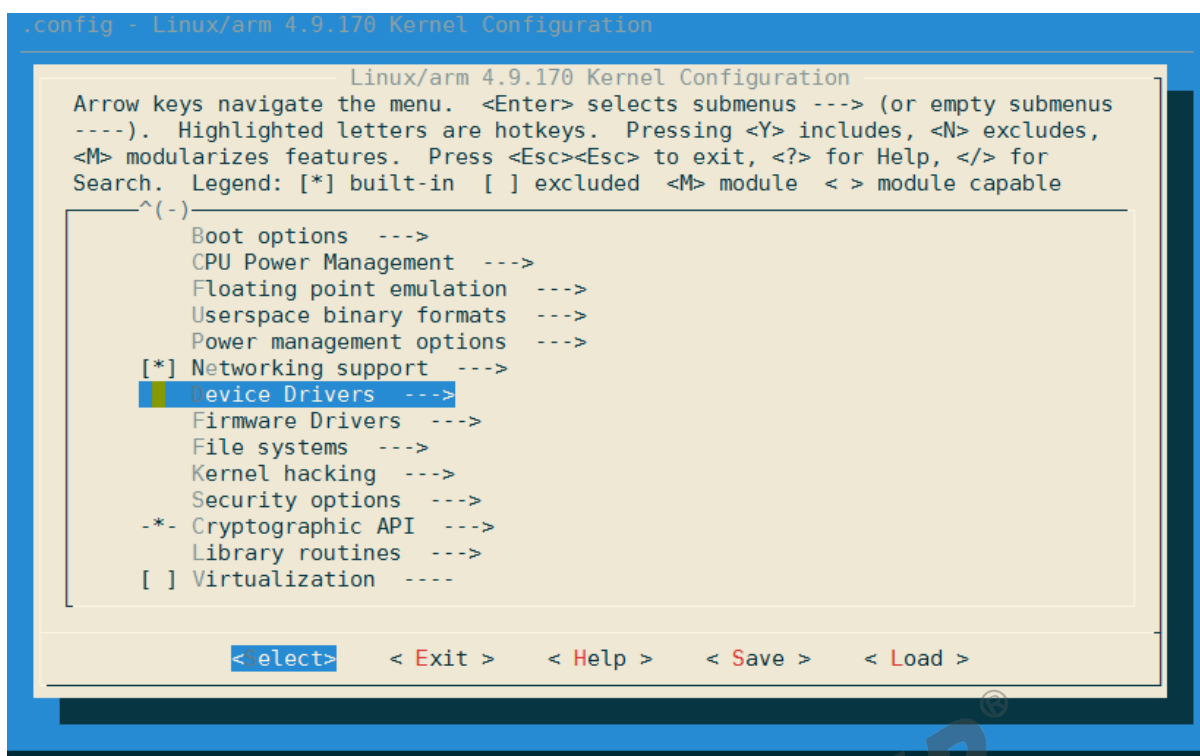 .config - Linux/arm 4.9.170 Kernel Configuration
Linux/arm 4.9.170 Kernel Configuration
Arrow keys navigate the menu.  <Enter> selects submenus ---> (or empty submenus
----).  Highlighted letters are hotkeys.  Pressing <Y> includes, <N> excludes,
<M> modularizes features.  Press <Esc><Esc> to exit, <?> for Help, </> for
Search.  Legend: [*] built-in  [ ] excluded  <M> module  < > module capable
^(-)
Boot options  --->
CPU Power Management  --->
Floating point emulation  --->
Userspace binary formats  --->
Power management options  --->
[*] Networking support  --->
Device Drivers  --->
Firmware Drivers  --->
File systems  --->
Kernel hacking  --->
Security options  --->
-*- Cryptographic API  --->
Library routines  --->
[ ] Virtualization  ----
<Select>    < Exit >    < Help >    < Save >    < Load >
®